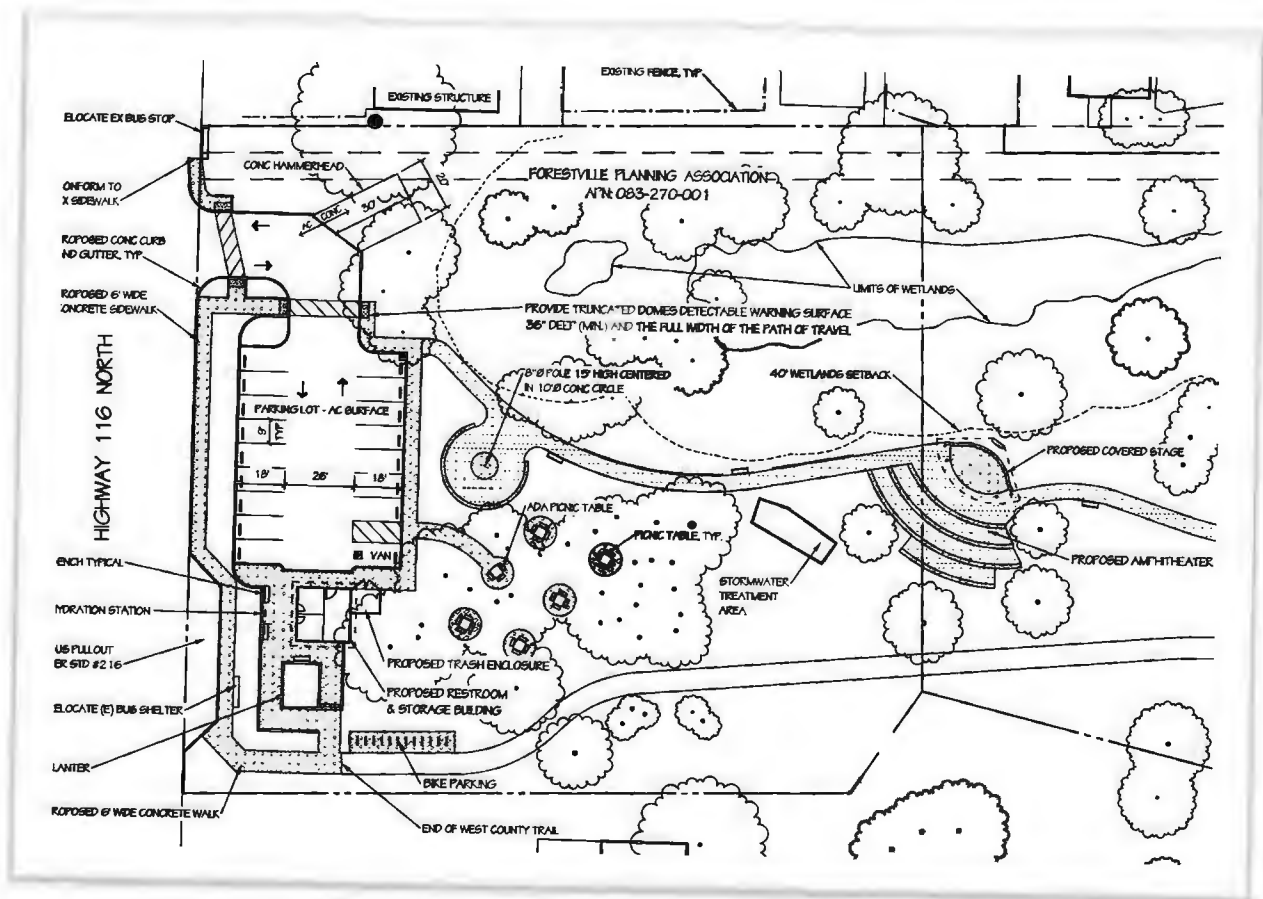 EXISTING FENCE, TYP
EXISTING STRUCTURE
ELOCATE EX BUS STOP
CONC HAMMERHEAD
20'
FORESTVILLE PLANNING ASSOCIATION
APN: 083-270-001
ONFORM TO
X SIDEWALK
30'
AC
CONC
ROPOSED CONC CURB
ND GUTTER, TYP
LIMITS OF WETLANDS
ROPOSED 6' WIDE
ONCRETE SIDEWALK
PROVIDE TRUNCATED DOMES DETECTABLE WARNING SURFACE
36" DEET (MIN.) AND THE FULL WIDTH OF THE PATH OF TRAVEL
HIGHWAY 116 NORTH
8"Ø POLE 15' HIGH CENTERED
IN 10'Ø CONC CIRCLE
40' WETLANDS SETBACK
PARKING LOT - AC SURFACE
9'
TYP
PROPOSED COVERED STAGE
18'
26'
18'
ADA PICNIC TABLE
PICNIC TABLE, TYP.
VAN
PROPOSED AMPHITHEATER
ENCH TYPICAL
STORMWATER
TREATMENT
AREA
YDRATION STATION
US PULLOUT
ER STD #216
PROPOSED TRASH ENCLOSURE
PROPOSED RESTROOM
& STORAGE BUILDING
ELOCATE (E) BUS SHELTER
LANTER
BIKE PARKING
ROPOSED 6' WIDE CONCRETE WALK
END OF WEST COUNTY TRAIL